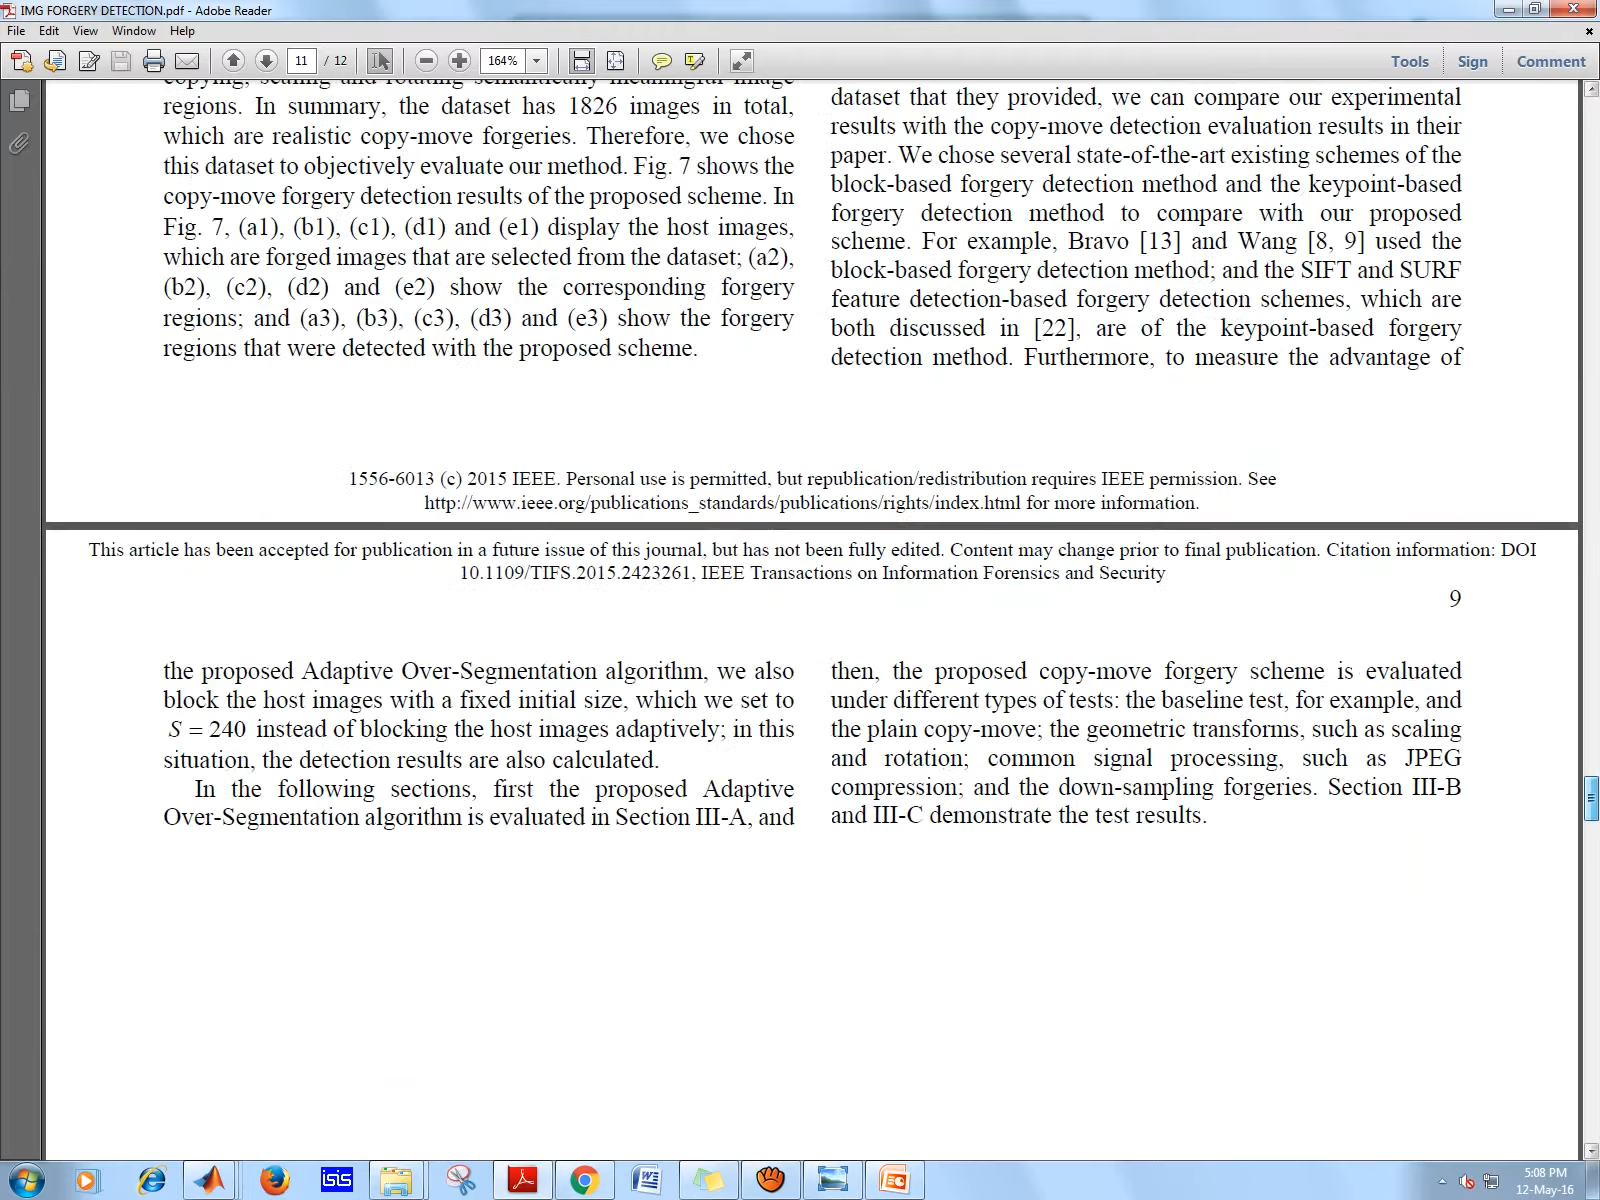 IMG FORGERY DETECTION.pdf - Adobe Reader
File Edit View Window Help
11 / 12 164% Tools Sign Comment
copying, scaling and rotating semantically meaningful image
regions. In summary, the dataset has 1826 images in total,
which are realistic copy-move forgeries. Therefore, we chose
this dataset to objectively evaluate our method. Fig. 7 shows the
copy-move forgery detection results of the proposed scheme. In
Fig. 7, (a1), (b1), (c1), (d1) and (e1) display the host images,
which are forged images that are selected from the dataset; (a2),
(b2), (c2), (d2) and (e2) show the corresponding forgery
regions; and (a3), (b3), (c3), (d3) and (e3) show the forgery
regions that were detected with the proposed scheme.
dataset that they provided, we can compare our experimental
results with the copy-move detection evaluation results in their
paper. We chose several state-of-the-art existing schemes of the
block-based forgery detection method and the keypoint-based
forgery detection method to compare with our proposed
scheme. For example, Bravo [13] and Wang [8, 9] used the
block-based forgery detection method; and the SIFT and SURF
feature detection-based forgery detection schemes, which are
both discussed in [22], are of the keypoint-based forgery
detection method. Furthermore, to measure the advantage of
1556-6013 (c) 2015 IEEE. Personal use is permitted, but republication/redistribution requires IEEE permission. See
http://www.ieee.org/publications_standards/publications/rights/index.html for more information.
This article has been accepted for publication in a future issue of this journal, but has not been fully edited. Content may change prior to final publication. Citation information: DOI
10.1109/TIFS.2015.2423261, IEEE Transactions on Information Forensics and Security
9
the proposed Adaptive Over-Segmentation algorithm, we also
block the host images with a fixed initial size, which we set to
S = 240 instead of blocking the host images adaptively; in this
situation, the detection results are also calculated.
In the following sections, first the proposed Adaptive
Over-Segmentation algorithm is evaluated in Section III-A, and
then, the proposed copy-move forgery scheme is evaluated
under different types of tests: the baseline test, for example, and
the plain copy-move; the geometric transforms, such as scaling
and rotation; common signal processing, such as JPEG
compression; and the down-sampling forgeries. Section III-B
and III-C demonstrate the test results.
isis
5:08 PM
12-May-16